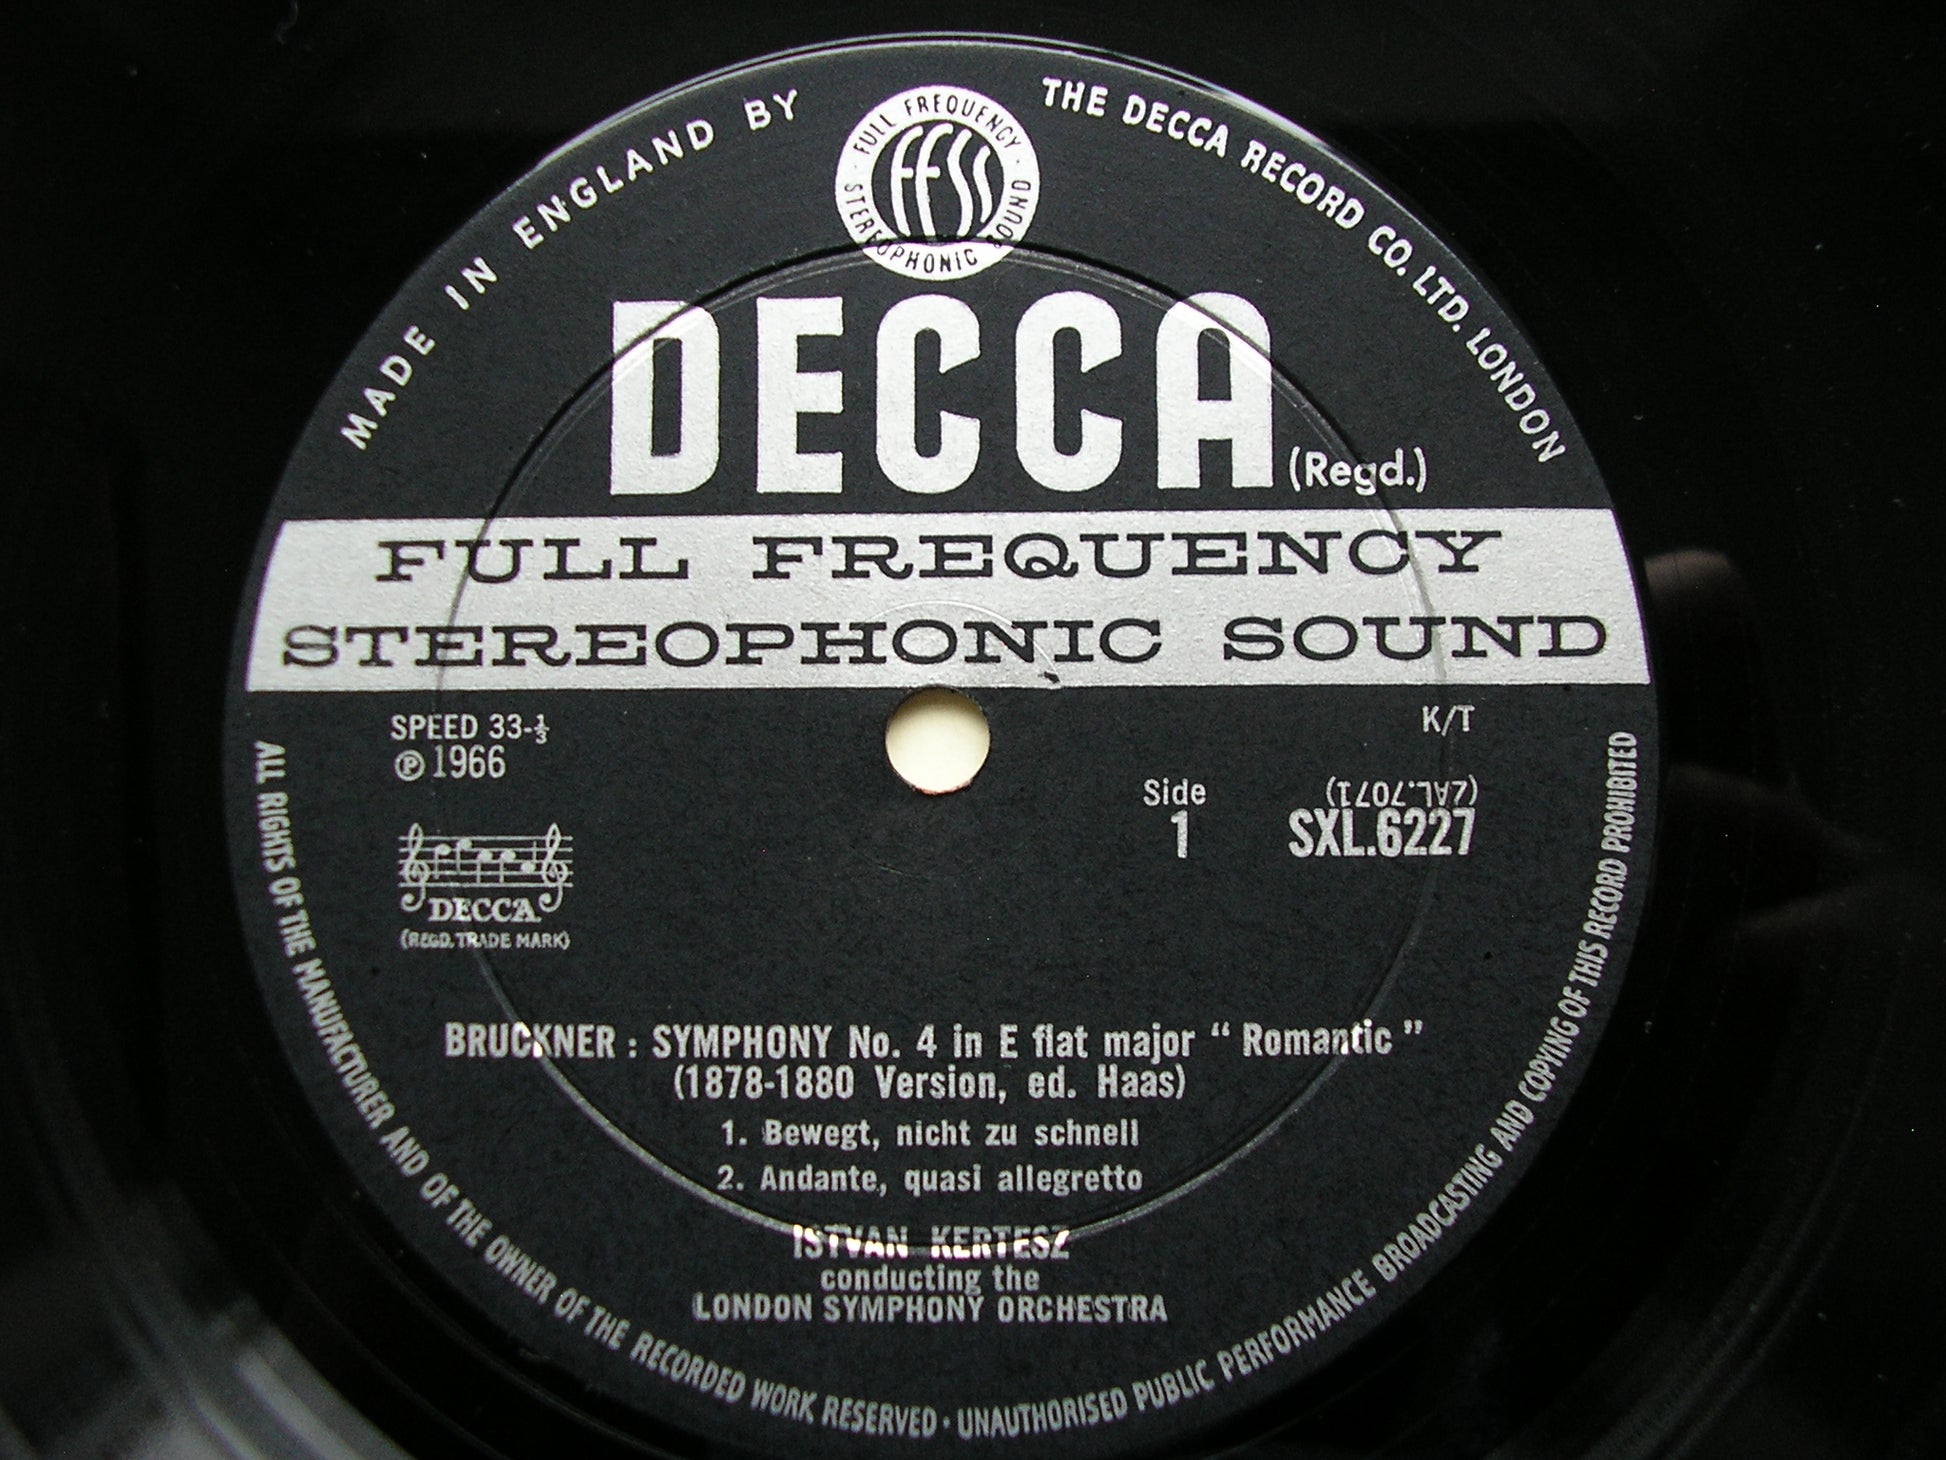 MADE IN ENGLAND BY
THE DECCA RECORD CO. LTD. LONDON
FULL FREQUENCY
STEREOPHONIC SOUND
FFSS
DECCA (Regd.)
FULL FREQUENCY
STEREOPHONIC SOUND
SPEED 33-⅓
℗ 1966
K/T
Side
1
(ZAL.7071)
SXL.6227
DECCA
(REGD. TRADE MARK)
BRUCKNER : SYMPHONY No. 4 in E flat major “ Romantic ”
(1878-1880 Version, ed. Haas)
1. Bewegt, nicht zu schnell
2. Andante, quasi allegretto
ISTVAN KERTESZ
conducting the
LONDON SYMPHONY ORCHESTRA
ALL RIGHTS OF THE MANUFACTURER AND OF THE OWNER OF THE RECORDED WORK RESERVED · UNAUTHORISED PUBLIC PERFORMANCE BROADCASTING AND COPYING OF THIS RECORD PROHIBITED